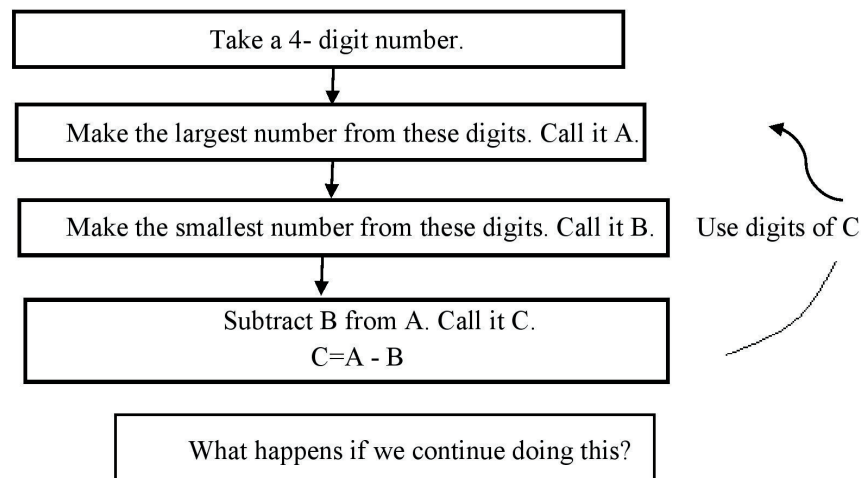 Take a 4- digit number.
Make the largest number from these digits. Call it A.
Make the smallest number from these digits. Call it B.
Use digits of C
Subtract B from A. Call it C.
C=A - B
What happens if we continue doing this?